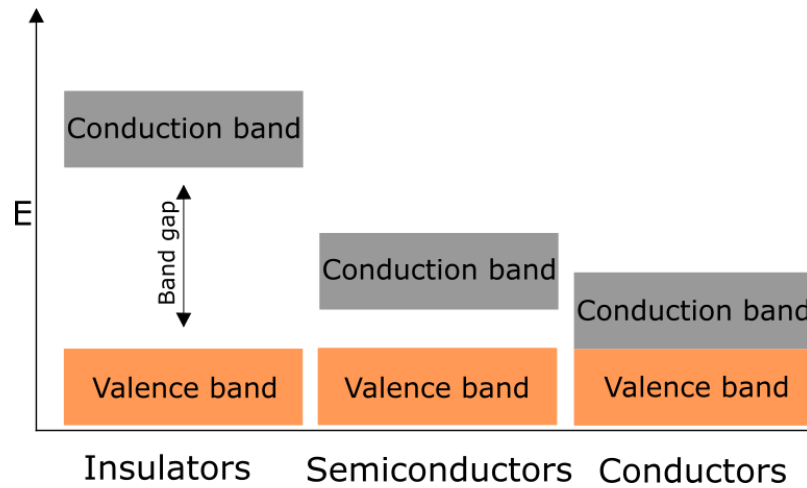 Conduction band
E
Band gap
Conduction band
Conduction band
Valence band
Valence band
Valence band
Insulators
Semiconductors
Conductors